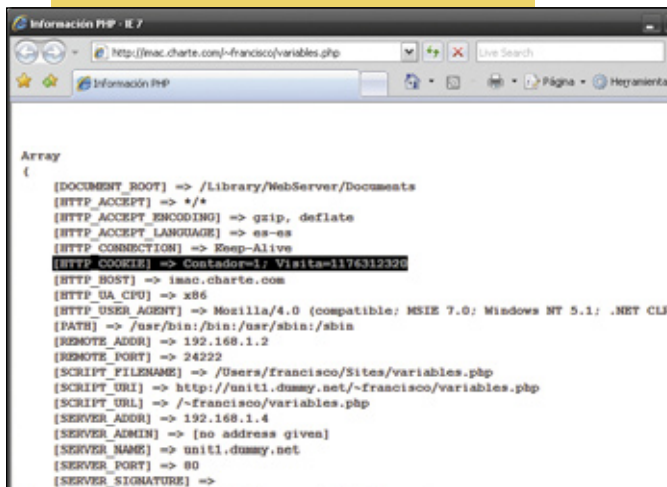 Información PHP - IE 7
http://imac.charte.com/~francisco/variables.php
Live Search
Información PHP
Página
Herramienta
Array
(
[DOCUMENT_ROOT] => /Library/WebServer/Documents
[HTTP_ACCEPT] => */*
[HTTP_ACCEPT_ENCODING] => gzip, deflate
[HTTP_ACCEPT_LANGUAGE] => es-es
[HTTP_CONNECTION] => Keep-Alive
[HTTP_COOKIE] => Contador=1; Visita=1176312320
[HTTP_HOST] => imac.charte.com
[HTTP_UA_CPU] => x86
[HTTP_USER_AGENT] => Mozilla/4.0 (compatible; MSIE 7.0; Windows NT 5.1; .NET CLR
[PATH] => /usr/bin:/bin:/usr/sbin:/sbin
[REMOTE_ADDR] => 192.168.1.2
[REMOTE_PORT] => 24222
[SCRIPT_FILENAME] => /Users/francisco/Sites/variables.php
[SCRIPT_URI] => http://unit1.dummy.net/~francisco/variables.php
[SCRIPT_URL] => /~francisco/variables.php
[SERVER_ADDR] => 192.168.1.4
[SERVER_ADMIN] => [no address given]
[SERVER_NAME] => unit1.dummy.net
[SERVER_PORT] => 80
[SERVER_SIGNATURE] =>